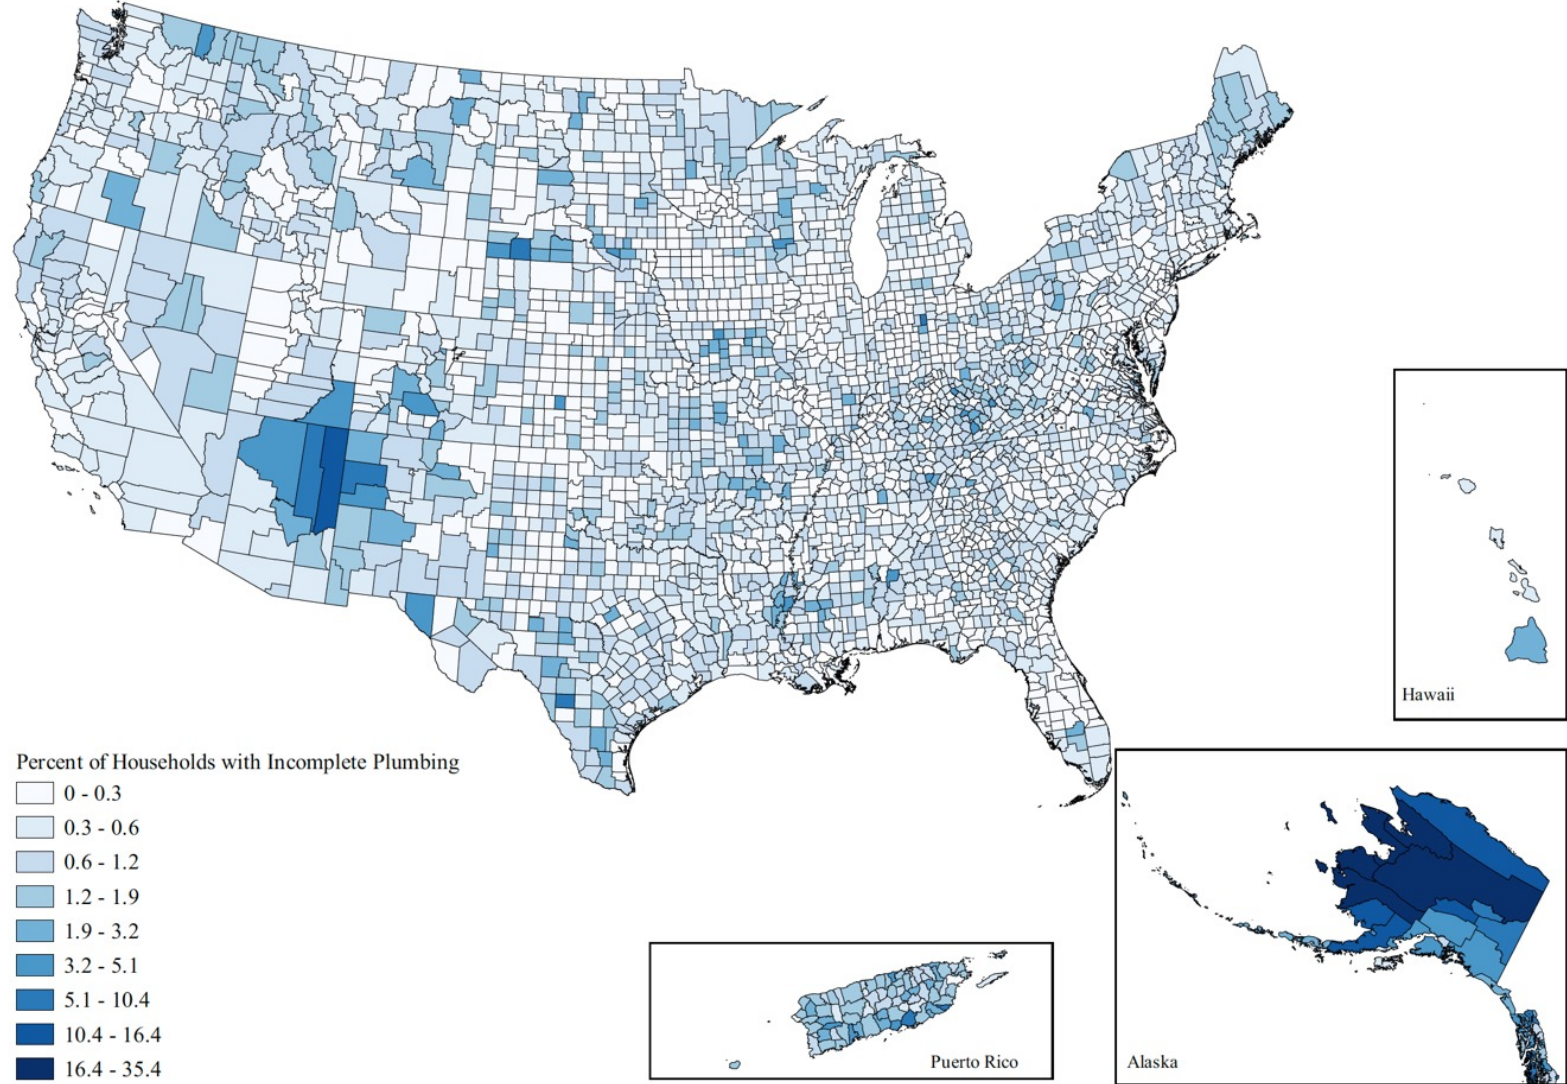 Hawaii
Percent of Households with Incomplete Plumbing
0 - 0.3
0.3 - 0.6
0.6 - 1.2
1.2 - 1.9
1.9 - 3.2
3.2 - 5.1
5.1 - 10.4
10.4 - 16.4
16.4 - 35.4
Puerto Rico
Alaska